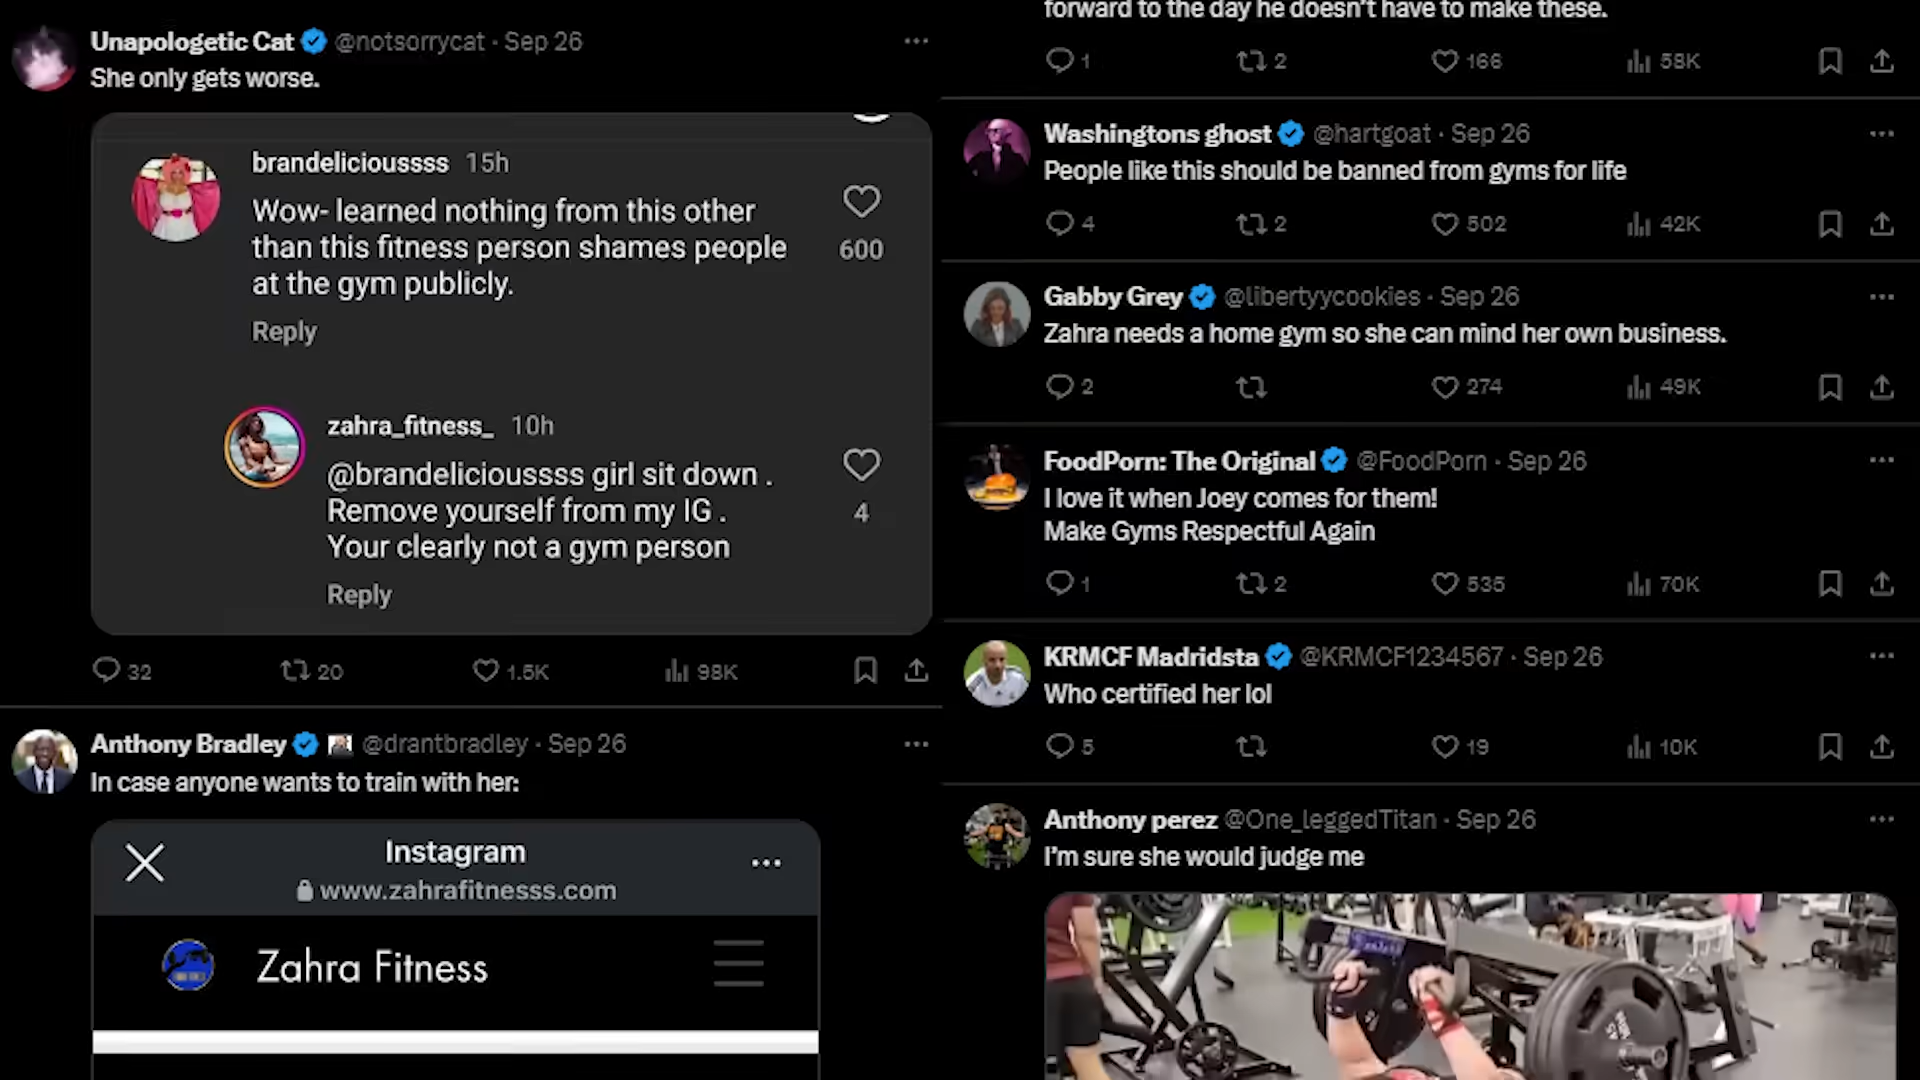 Unapologetic Cat @notsorrycat · Sep 26
She only gets worse.
brandelicioussss 15h
Wow- learned nothing from this other
than this fitness person shames people
at the gym publicly.
600
Reply
zahra_fitness_ 10h
@brandelicioussss girl sit down .
Remove yourself from my IG .
Your clearly not a gym person
4
Reply
32 20 1.5K 98K
Anthony Bradley @drantbradley · Sep 26
In case anyone wants to train with her:
Instagram
www.zahrafitnesss.com
Zahra Fitness
forward to the day he doesn't have to make these.
1 2 166 58K
Washingtons ghost @hartgoat · Sep 26
People like this should be banned from gyms for life
4 2 502 42K
Gabby Grey @libertyycookies · Sep 26
Zahra needs a home gym so she can mind her own business.
2 274 49K
FoodPorn: The Original @FoodPorn · Sep 26
I love it when Joey comes for them!
Make Gyms Respectful Again
1 2 535 70K
KRMCF Madridsta @KRMCF1234567 · Sep 26
Who certified her lol
5 19 10K
Anthony perez @One_leggedTitan · Sep 26
I'm sure she would judge me